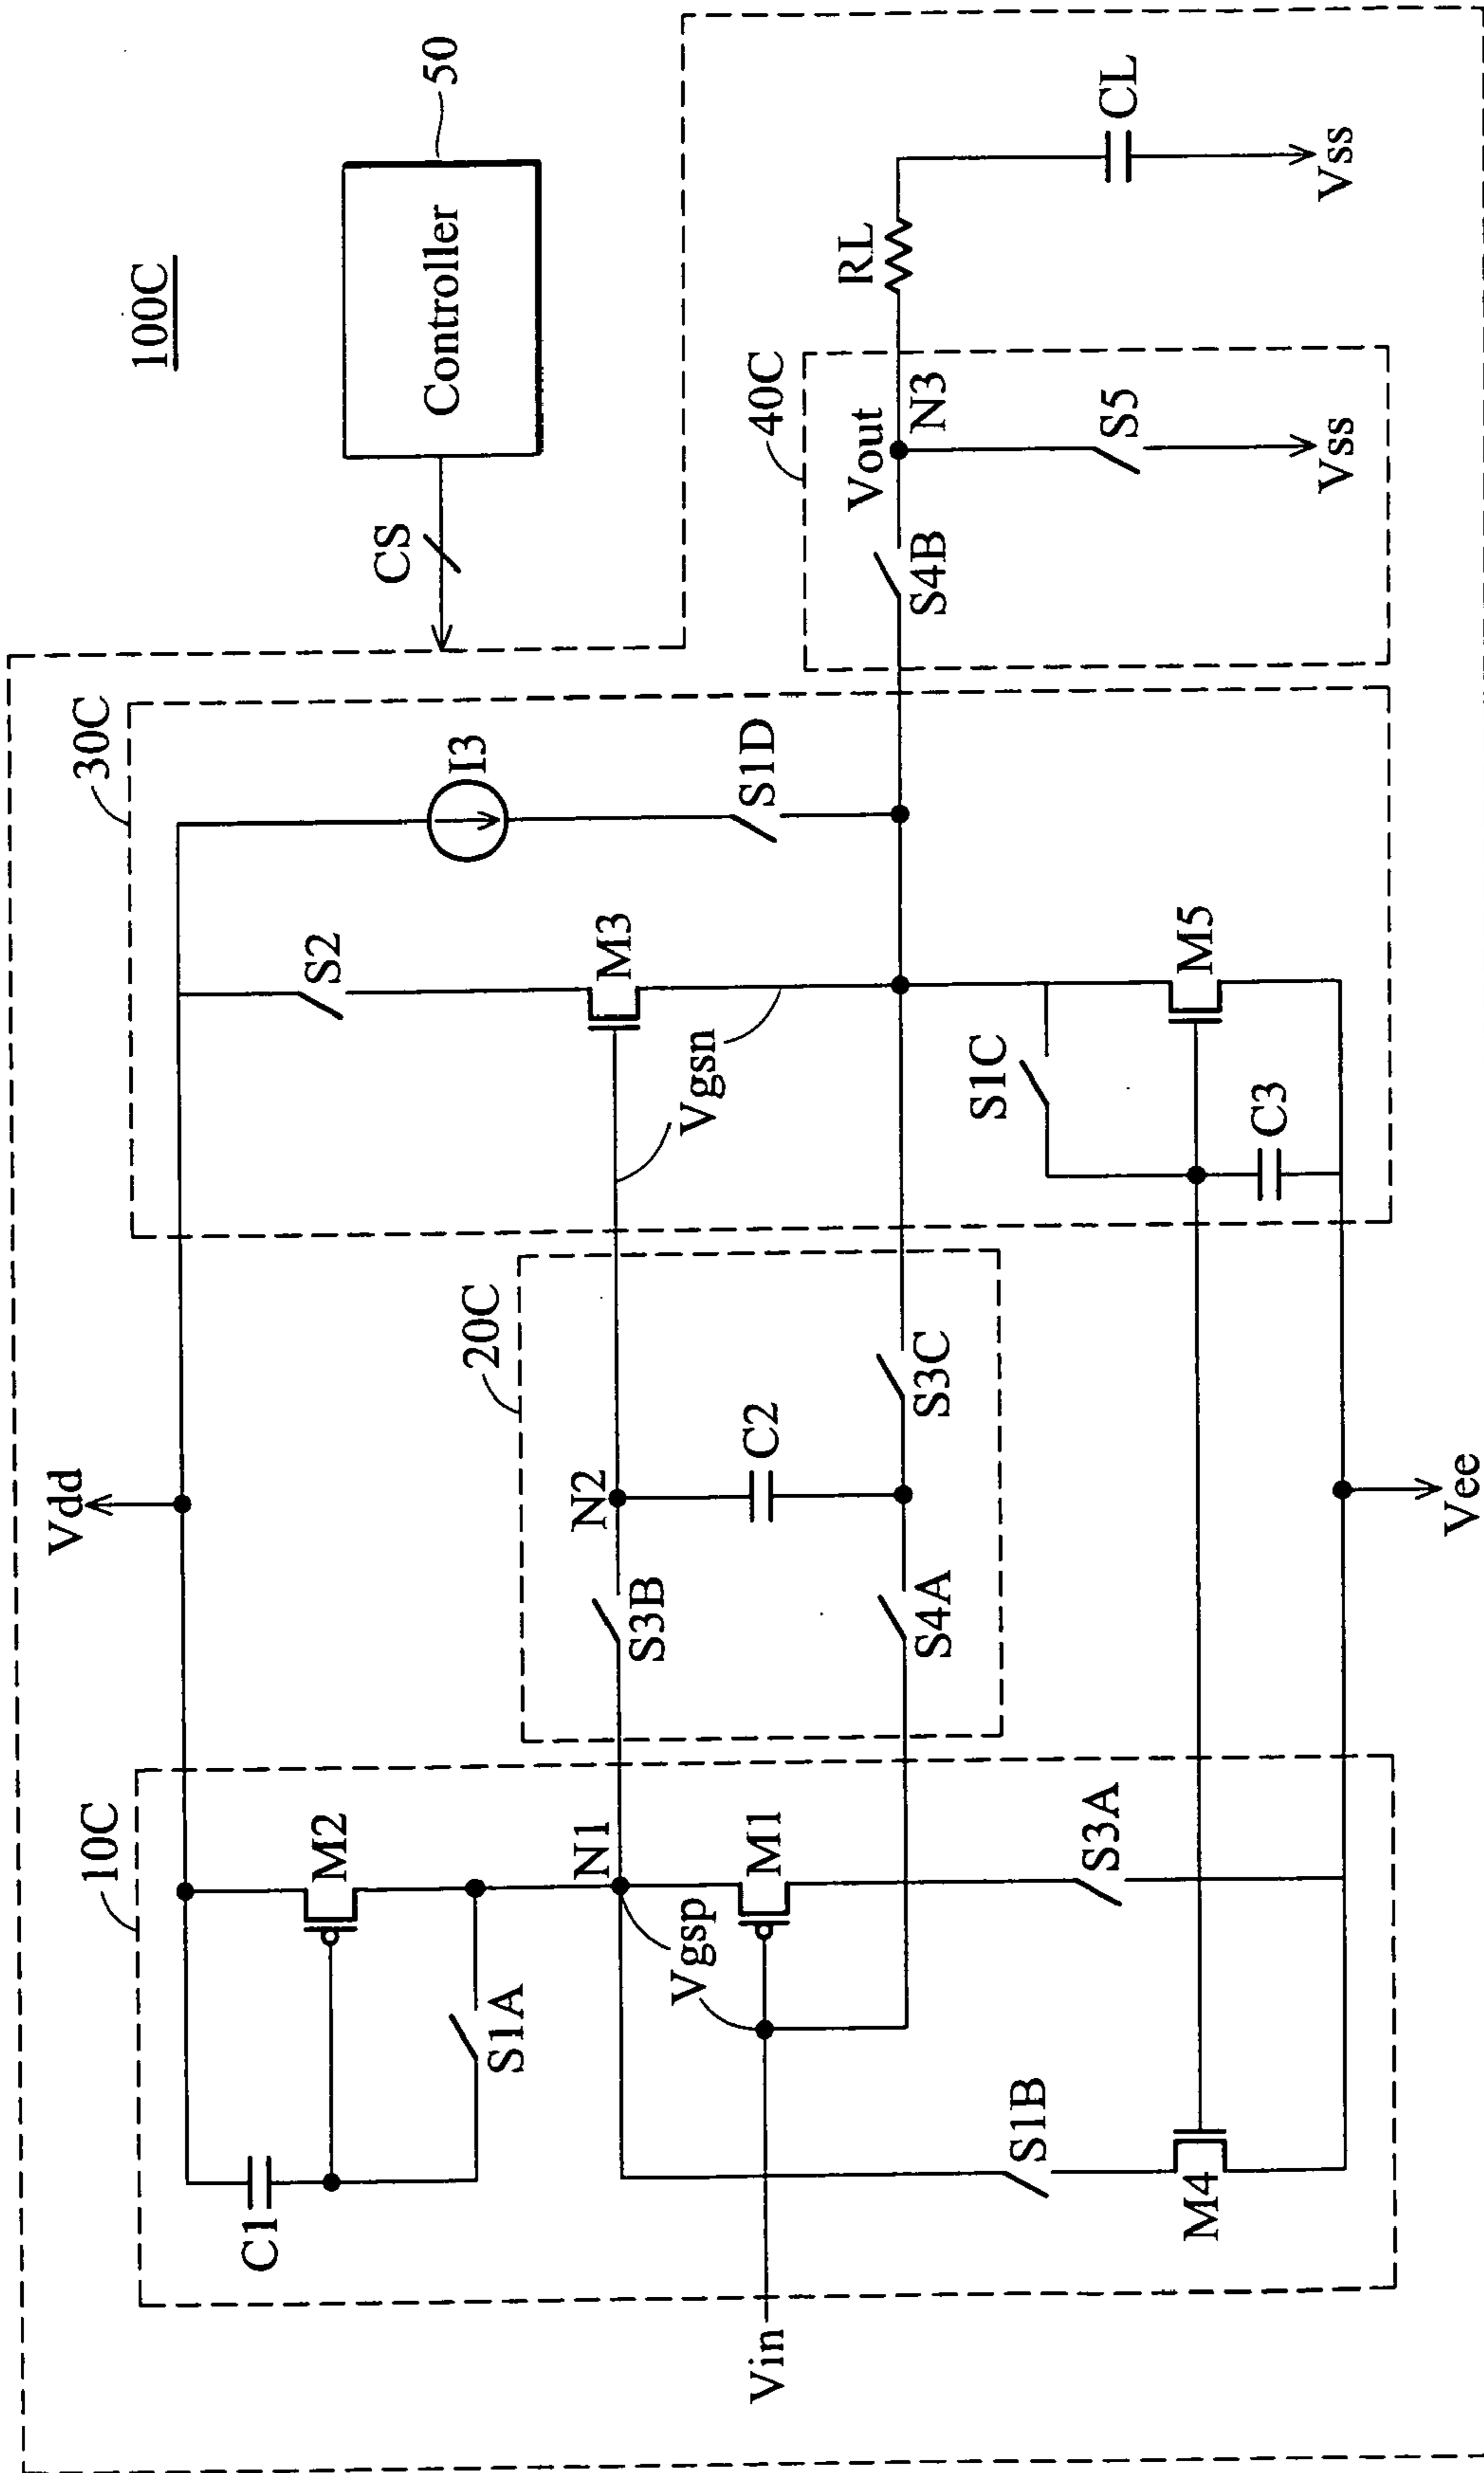 100C
Controller
50
CS
Vdd
10C
C1
M2
S1A
N1
Vgsp
M1
Vin
S1B
M4
S3A
20C
S3B
N2
C2
S4A
S3C
Vee
30C
S2
I3
M3
S1D
Vgsn
S1C
C3
M5
40C
Vout
N3
S4B
S5
Vss
RL
CL
Vss